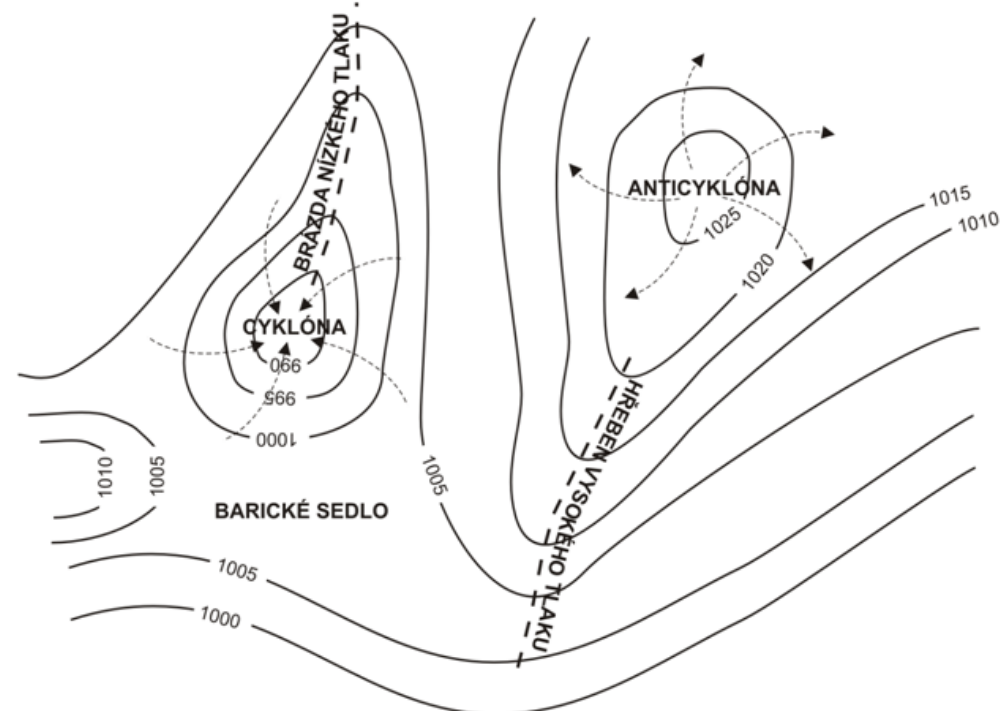 BRÁZDA NÍZKÉHO TLAKU
ANTICYKLÓNA
1025
1020
1015
1010
CYKLÓNA
990
995
1000
1005
1010
1005
BARICKÉ SEDLO
HŘEBEN VYSOKÉHO TLAKU
1005
1000